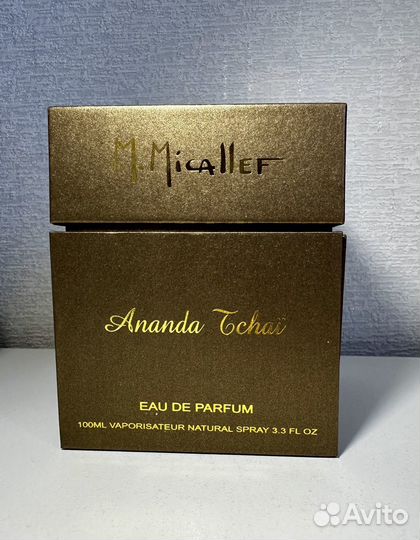 M. Micallef
Ananda Tchaï
EAU DE PARFUM
100ML VAPORISATEUR NATURAL SPRAY 3.3 FL OZ
Avito